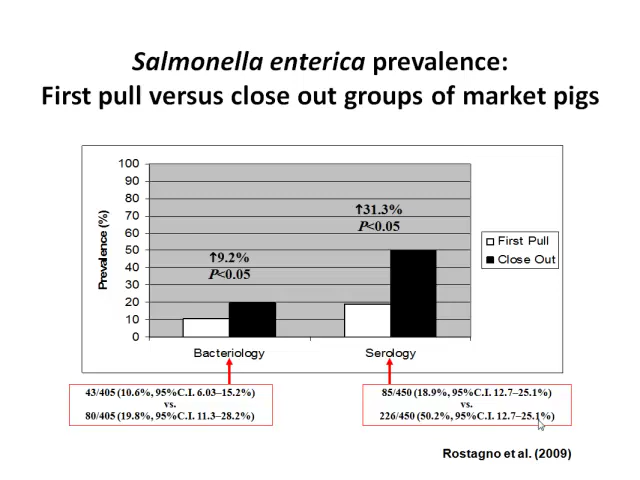 Salmonella enterica prevalence:
First pull versus close out groups of market pigs
100
90
80
70
60
50
40
30
20
10
0
Prevalence (%)
↑9.2%
P<0.05
↑31.3%
P<0.05
First Pull
Close Out
Bacteriology
Serology
43/405 (10.6%, 95%C.I. 6.03–15.2%)
vs.
80/405 (19.8%, 95%C.I. 11.3–28.2%)
85/450 (18.9%, 95%C.I. 12.7–25.1%)
vs.
226/450 (50.2%, 95%C.I. 12.7–25.1%)
Rostagno et al. (2009)